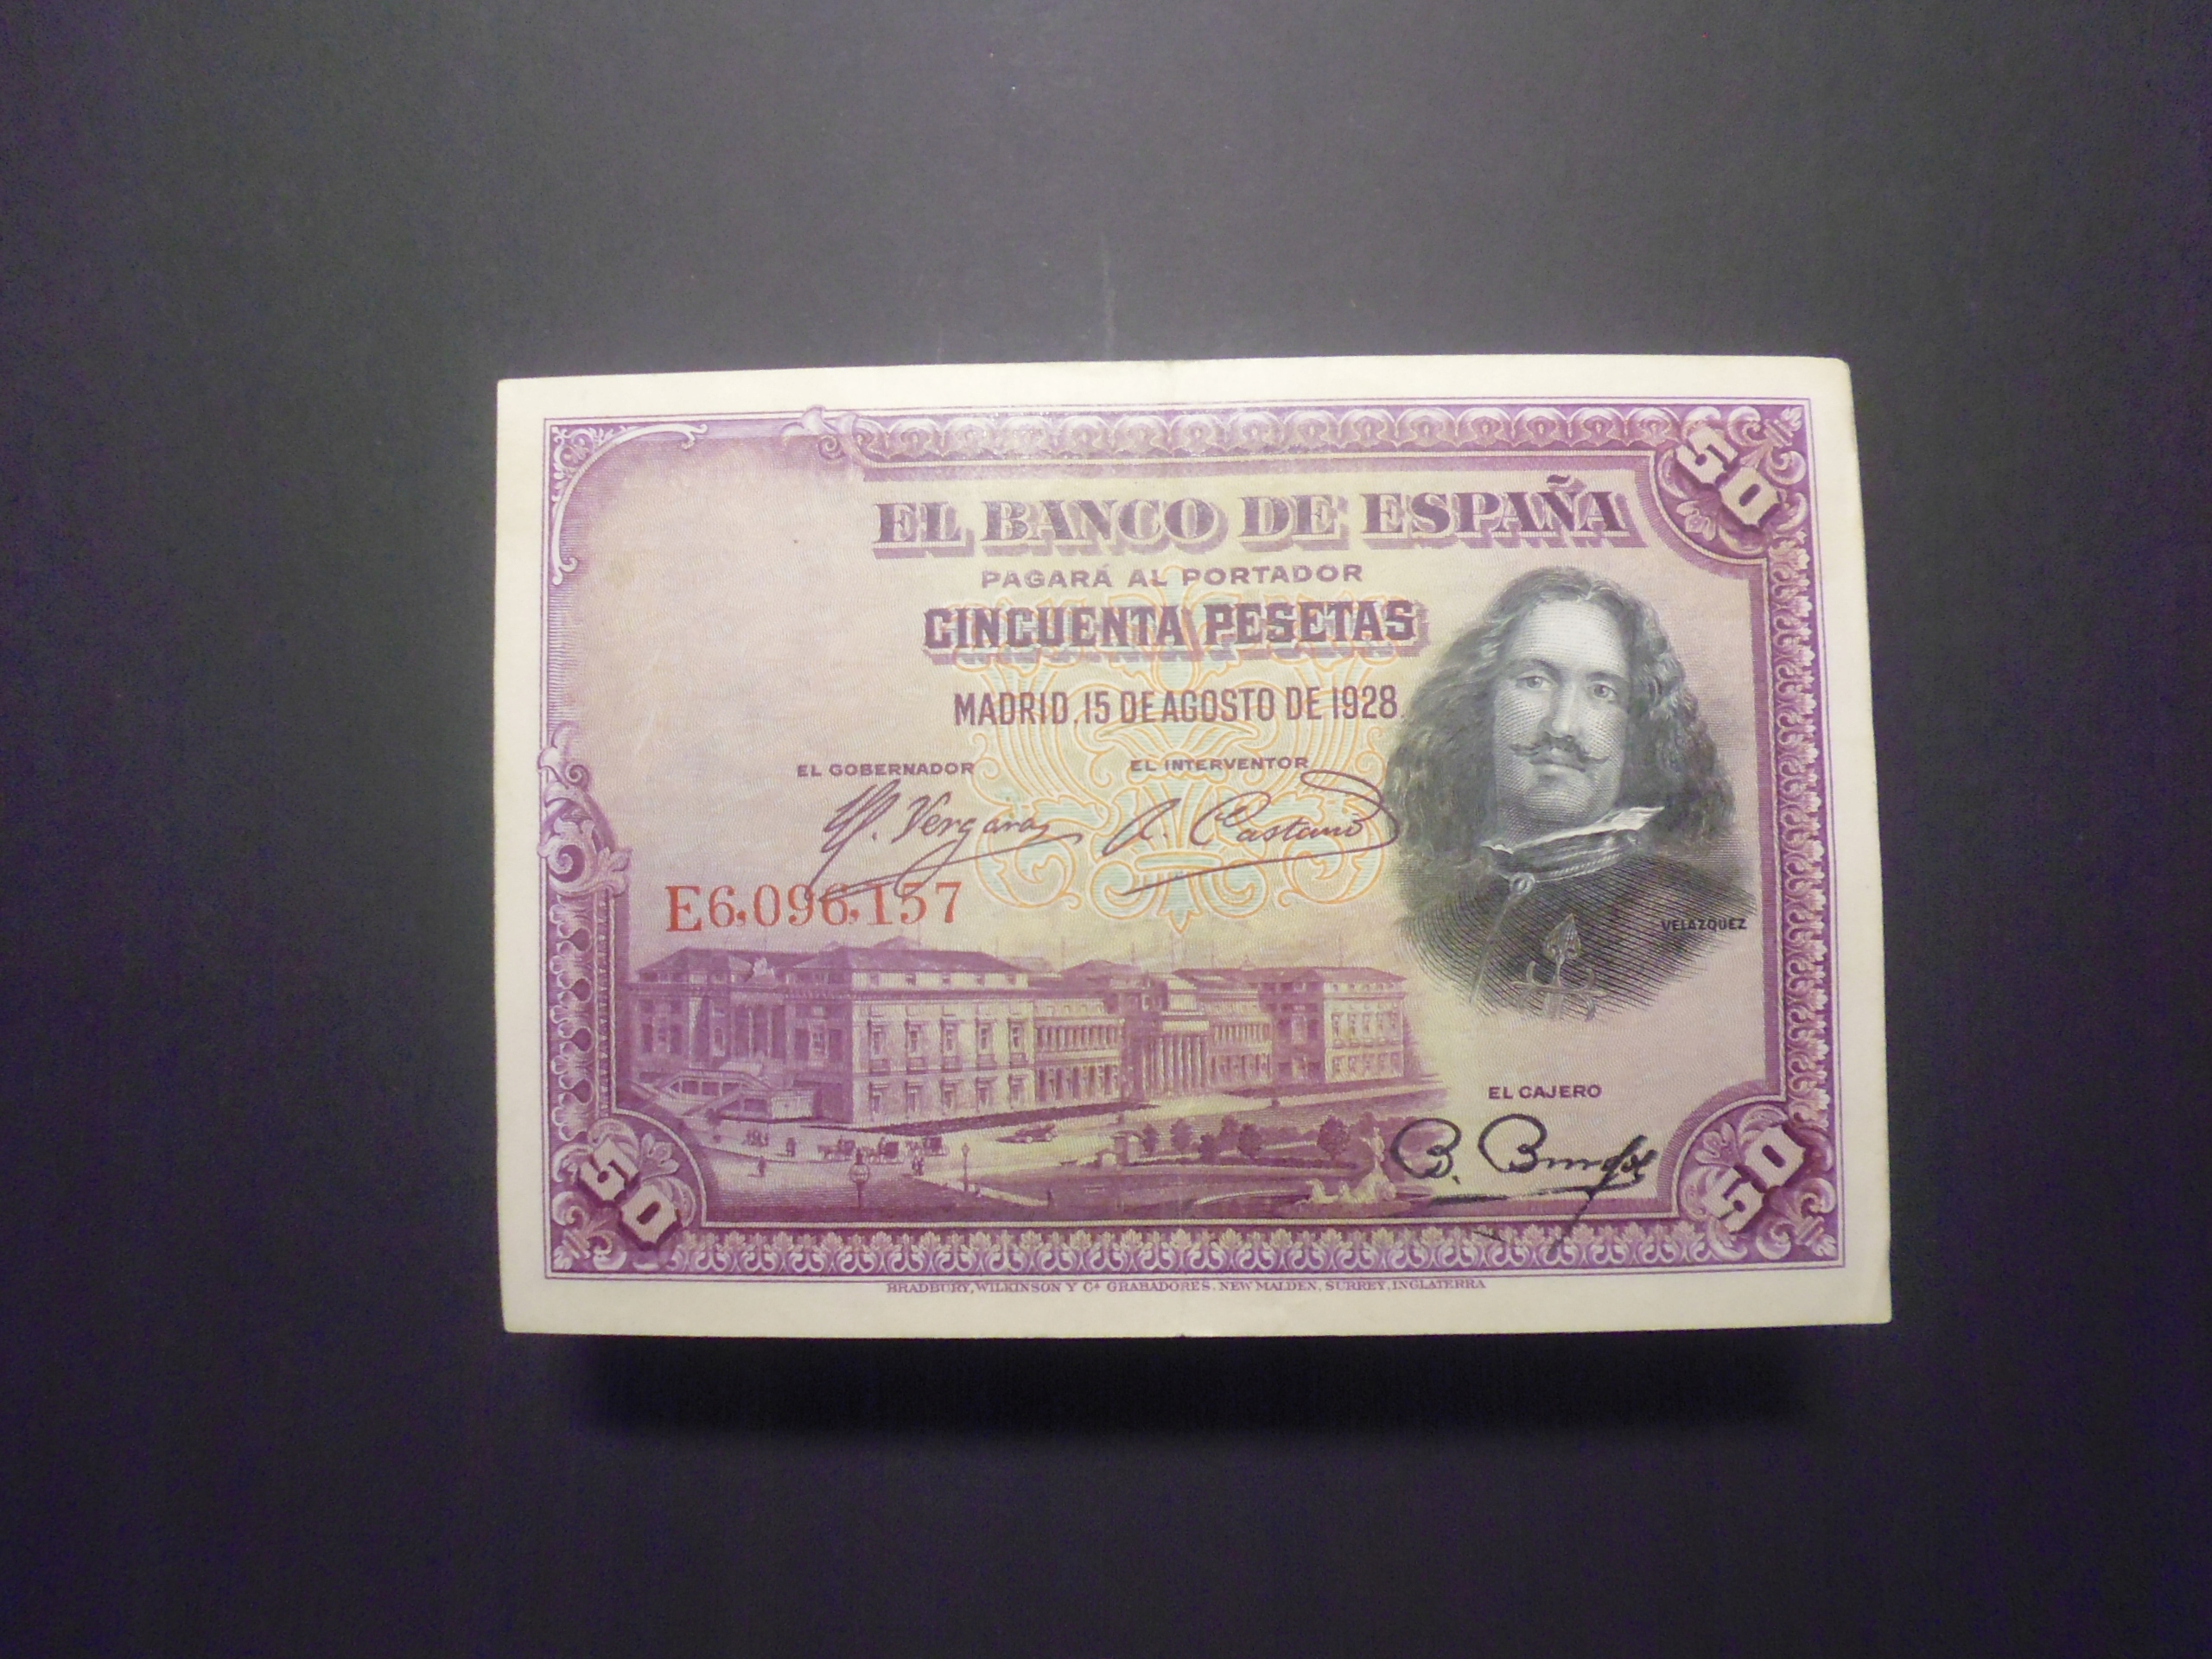 50
EL BANCO DE ESPAÑA
PAGARÁ AL PORTADOR
CINCUENTA PESETAS
MADRID, 15 DE AGOSTO DE 1928.
EL GOBERNADOR EL INTERVENTOR
Vergara
E6,096,157
VELAZQUEZ
EL CAJERO
50
50
BRADBURY, WILKINSON Y Cª GRABADORES. NEW MALDEN, SURREY, INGLATERRA